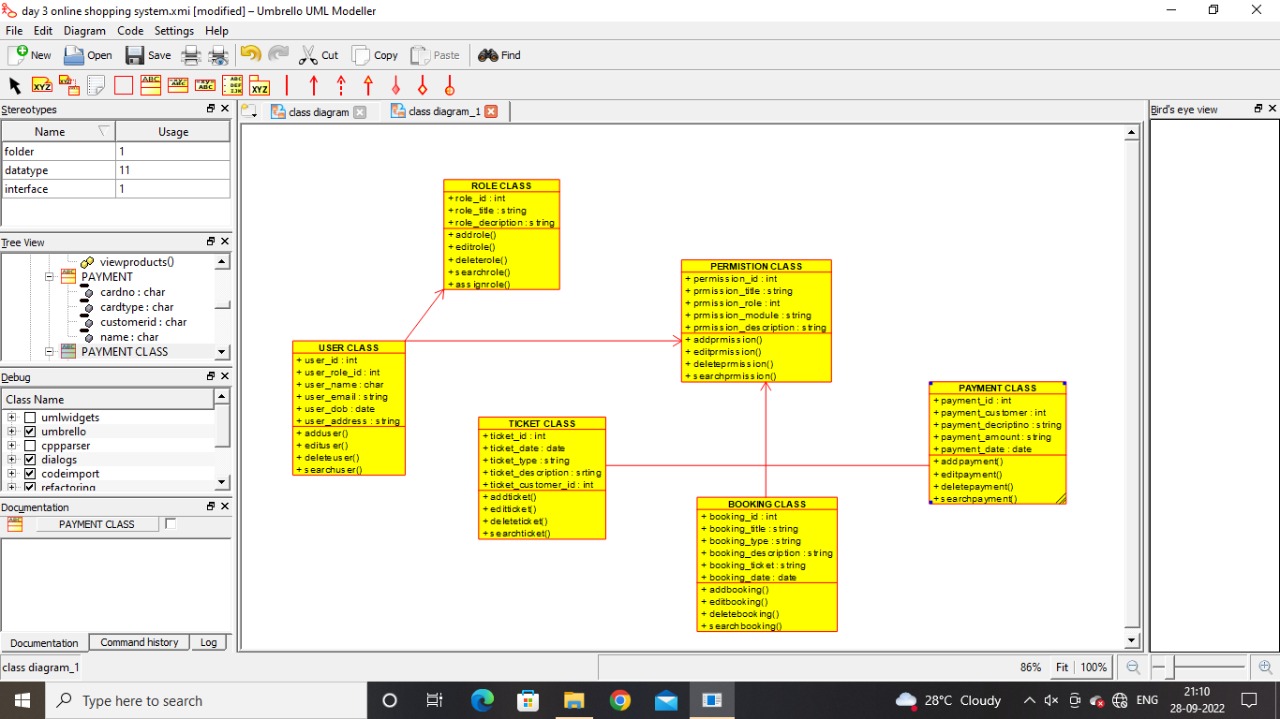 day 3 online shopping system.xmi [modified] – Umbrello UML Modeller
File Edit Diagram Code Settings Help
New Open Save Cut Copy Paste Find
XYZ ABC XYZ
Stereotypes
Name Usage
folder 1
datatype 11
interface 1
Tree View
viewproducts()
PAYMENT
cardno : char
cardtype : char
customerid : char
name : char
PAYMENT CLASS
Debug
Class Name
umlwidgets
umbrello
cppparser
dialogs
codeimport
refactoring
Documentation
PAYMENT CLASS
Documentation Command history Log
class diagram_1
class diagram class diagram_1
ROLE CLASS
+ role_id : int
+ role_title : string
+ role_decription : string
+ addrole()
+ editrole()
+ deleterole()
+ searchrole()
+ assignrole()
PERMISTION CLASS
+ permission_id : int
+ prmission_title : string
+ prmission_role : int
+ prmission_module : string
+ prmission_description : string
+ addprmission()
+ editprmission()
+ deleteprmission()
+ searchprmission()
USER CLASS
+ user_id : int
+ user_role_id : int
+ user_name : char
+ user_email : string
+ user_dob : date
+ user_address : string
+ adduser()
+ edituser()
+ deleteuser()
+ searchuser()
TICKET CLASS
+ ticket_id : int
+ ticket_date : date
+ ticket_type : string
+ ticket_description : srting
+ ticket_customer_id : int
+ addticket()
+ editticket()
+ deleteticket()
+ searchticket()
PAYMENT CLASS
+ payment_id : int
+ payment_customer : int
+ payment_decriptino : string
+ payment_amount : string
+ payment_date : date
+ addpayment()
+ editpayment()
+ deletepayment()
+ searchpayment()
BOOKING CLASS
+ booking_id : int
+ booking_title : string
+ booking_type : string
+ booking_description : string
+ booking_ticket : string
+ booking_date : date
+ addbooking()
+ editbooking()
+ deletebooking()
+ searchbooking()
Bird's eye view
86% Fit 100%
Type here to search
28°C Cloudy
ENG
21:10
28-09-2022